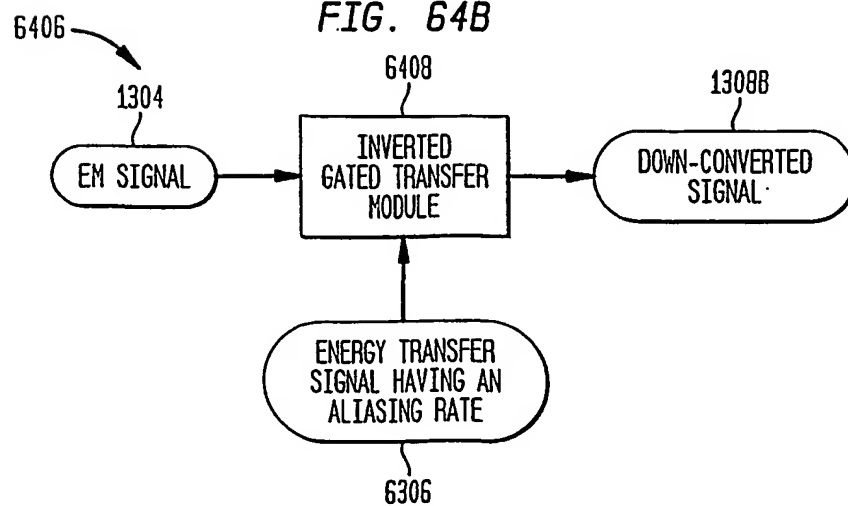 FIG. 64B
6406
1304
6408
1308B
EM SIGNAL
INVERTED
GATED TRANSFER
MODULE
DOWN-CONVERTED
SIGNAL
ENERGY TRANSFER
SIGNAL HAVING AN
ALIASING RATE
6306